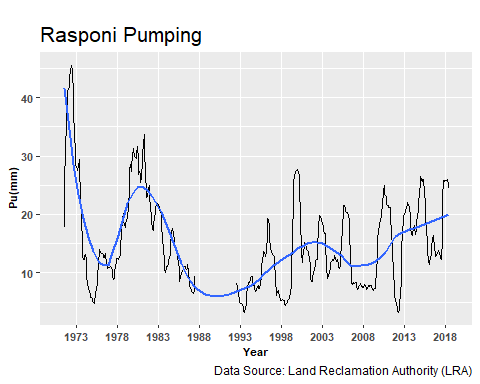 Rasponi Pumping
Pu(mm)
40
30
20
10
1973 1978 1983 1988 1993 1998 2003 2008 2013 2018
Year
Data Source: Land Reclamation Authority (LRA)